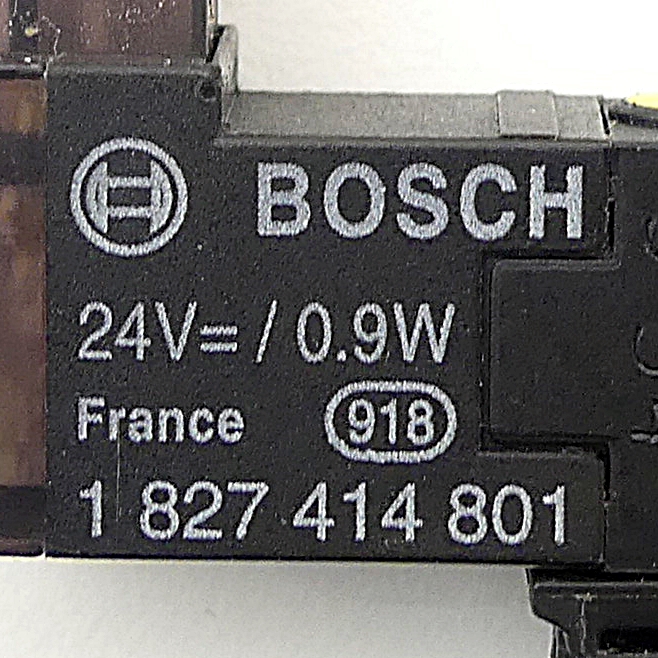 BOSCH
24V= / 0.9W
France 918
1 827 414 801